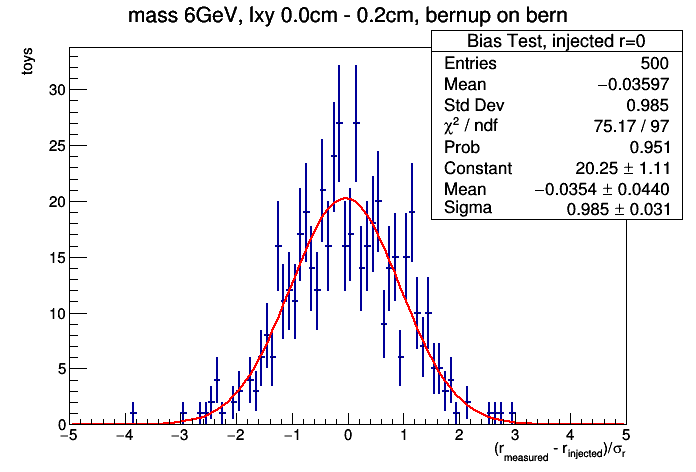 mass 6GeV, lxy 0.0cm - 0.2cm, bernup on bern
toys
Bias Test, injected r=0
Entries 500
Mean −0.03597
Std Dev 0.985
χ² / ndf 75.17 / 97
Prob 0.951
Constant 20.25 ± 1.11
Mean −0.0354 ± 0.0440
Sigma 0.985 ± 0.031
30
25
20
15
10
5
0
−5 −4 −3 −2 −1 0 1 2 3 4 5
(r_measured - r_injected)/σ_r